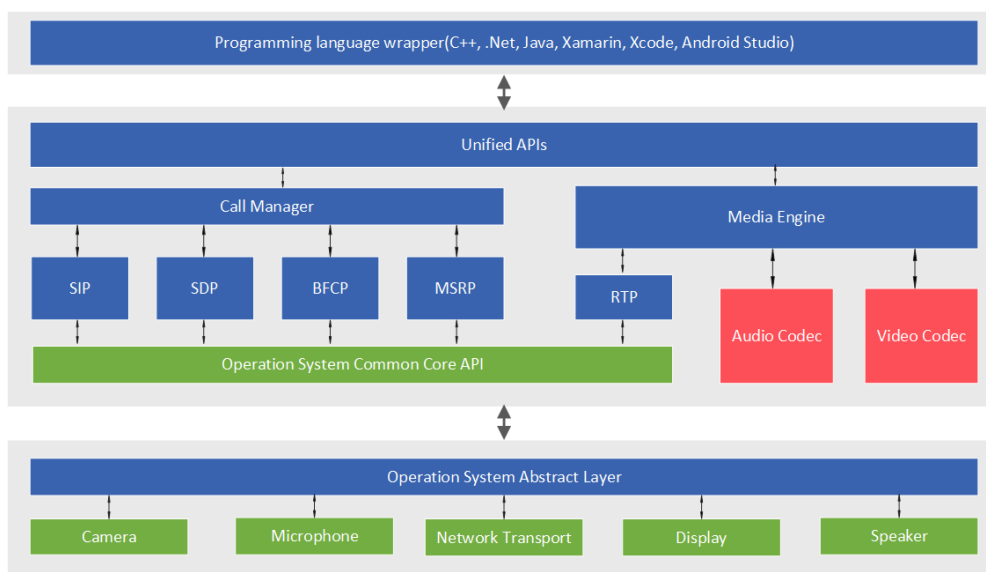 Programming language wrapper(C++, .Net, Java, Xamarin, Xcode, Android Studio)
Unified APIs
Call Manager
Media Engine
SIP
SDP
BFCP
MSRP
RTP
Audio Codec
Video Codec
Operation System Common Core API
Operation System Abstract Layer
Camera
Microphone
Network Transport
Display
Speaker